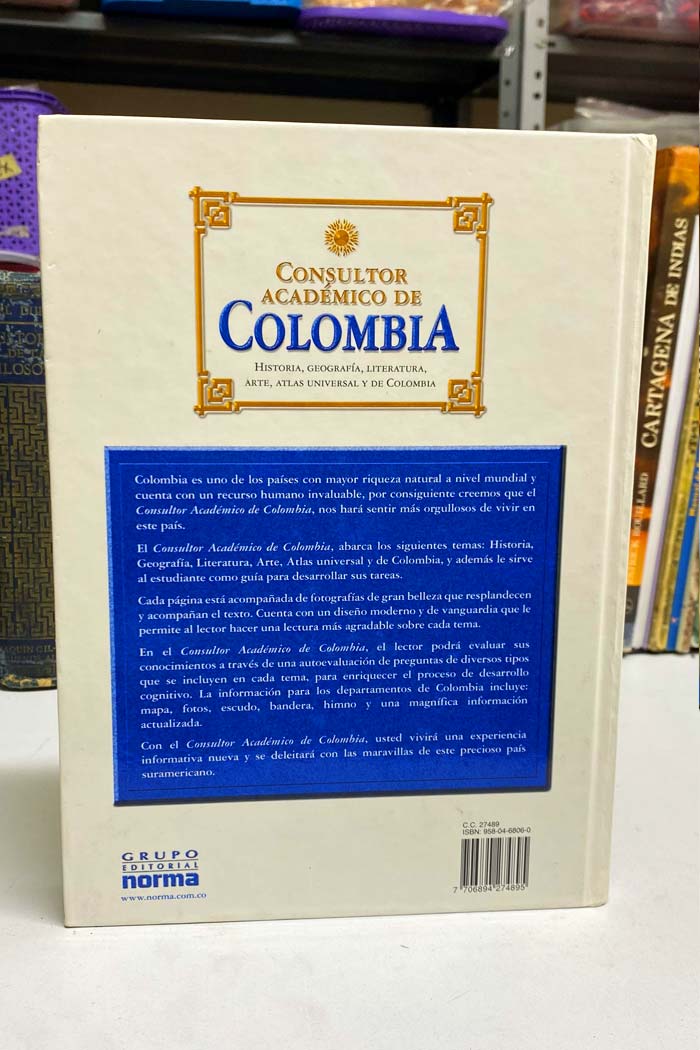 CONSULTOR
ACADÉMICO DE
COLOMBIA
HISTORIA, GEOGRAFÍA, LITERATURA,
ARTE, ATLAS UNIVERSAL Y DE COLOMBIA
Colombia es uno de los países con mayor riqueza natural a nivel mundial y
cuenta con un recurso humano invaluable, por consiguiente creemos que el
Consultor Académico de Colombia, nos hará sentir más orgullosos de vivir en
este país.
El Consultor Académico de Colombia, abarca los siguientes temas: Historia,
Geografía, Literatura, Arte, Atlas universal y de Colombia, y además le sirve
al estudiante como guía para desarrollar sus tareas.
Cada página está acompañada de fotografías de gran belleza que resplandecen
y acompañan el texto. Cuenta con un diseño moderno y de vanguardia que le
permite al lector hacer una lectura más agradable sobre cada tema.
En el Consultor Académico de Colombia, el lector podrá evaluar sus
conocimientos a través de una autoevaluación de preguntas de diversos tipos
que se incluyen en cada tema, para enriquecer el proceso de desarrollo
cognitivo. La información para los departamentos de Colombia incluye:
mapa, fotos, escudo, bandera, himno y una magnífica información
actualizada.
Con el Consultor Académico de Colombia, usted vivirá una experiencia
informativa nueva y se deleitará con las maravillas de este precioso país
suramericano.
GRUPO
EDITORIAL
norma
www.norma.com.co
C.C. 27489
ISBN: 958-04-6806-0
7 706894 274895
CARTAGENA DE INDIAS